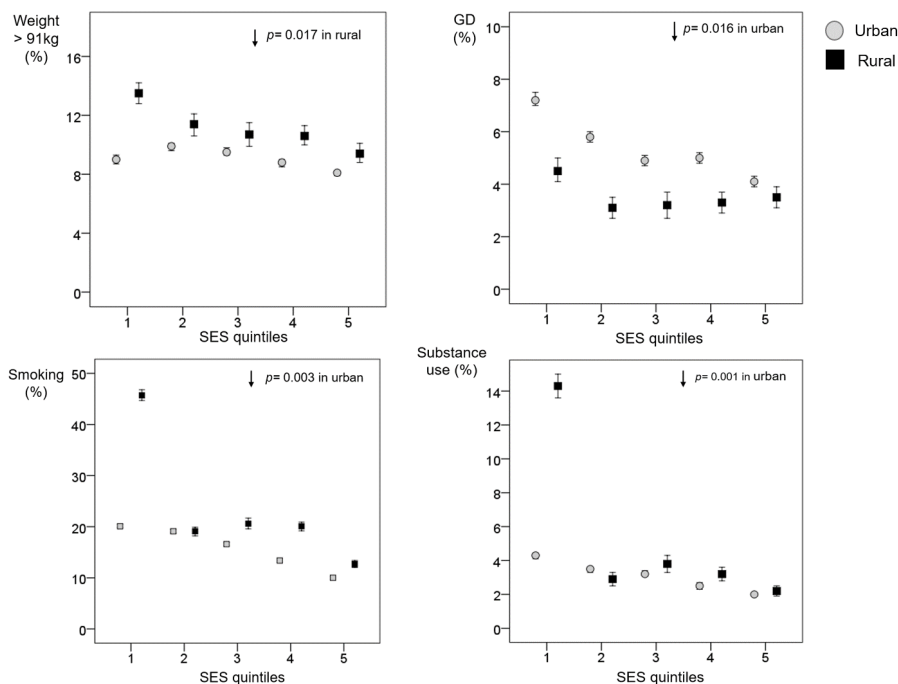 Weight
> 91kg
(%)
↓ p= 0.017 in rural
16
12
8
4
0
1 2 3 4 5
SES quintiles
GD
(%)
↓ p= 0.016 in urban
10
8
6
4
2
0
1 2 3 4 5
SES quintiles
Urban
Rural
Smoking
(%)
↓ p= 0.003 in urban
50
40
30
20
10
0
1 2 3 4 5
SES quintiles
Substance
use (%)
↓ p= 0.001 in urban
14
12
10
8
6
4
2
0
1 2 3 4 5
SES quintiles